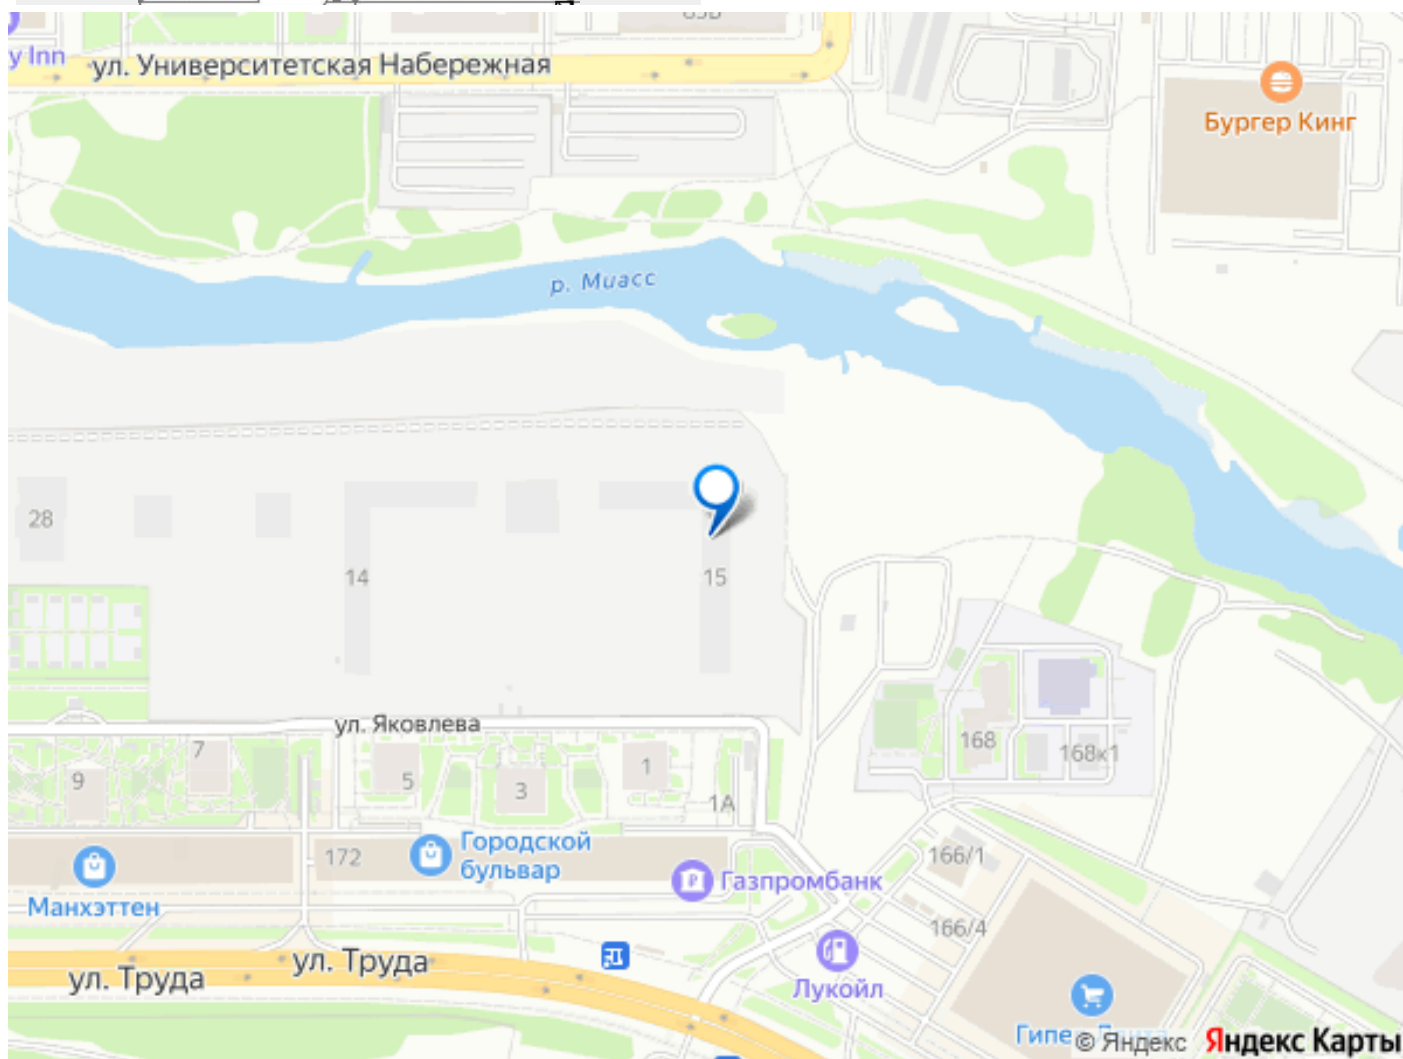 y Inn
ул. Университетская Набережная
Бургер Кинг
р. Миасс
28
14
15
ул. Яковлева
7
9
5
3
1
1А
168
168к1
172
Городской
бульвар
Манхэттен
Газпромбанк
166/1
166/4
ул. Труда
ул. Труда
Лукойл
© Яндекс
Яндекс Карты